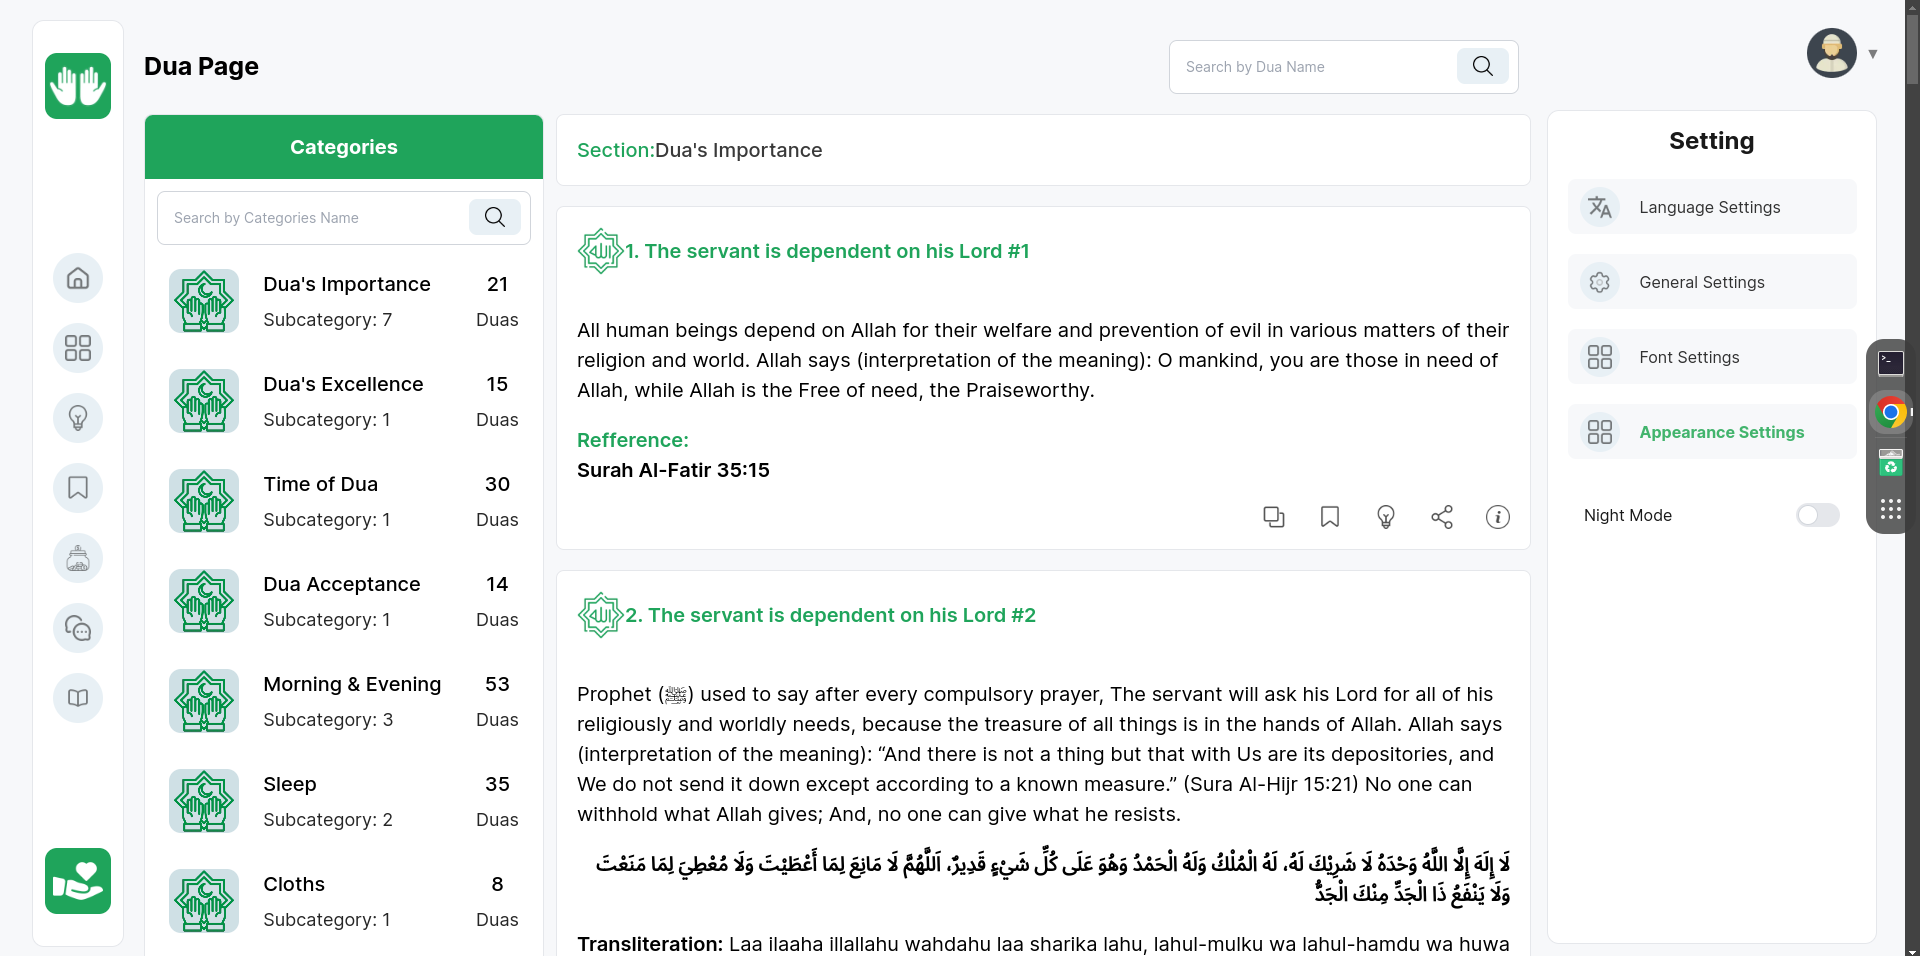 Dua Page
Search by Dua Name
Categories
Search by Categories Name
Dua's Importance 21
Subcategory: 7 Duas
Dua's Excellence 15
Subcategory: 1 Duas
Time of Dua 30
Subcategory: 1 Duas
Dua Acceptance 14
Subcategory: 1 Duas
Morning & Evening 53
Subcategory: 3 Duas
Sleep 35
Subcategory: 2 Duas
Cloths 8
Subcategory: 1 Duas
Section:Dua's Importance
1. The servant is dependent on his Lord #1
All human beings depend on Allah for their welfare and prevention of evil in various matters of their
religion and world. Allah says (interpretation of the meaning): O mankind, you are those in need of
Allah, while Allah is the Free of need, the Praiseworthy.
Refference:
Surah Al-Fatir 35:15
2. The servant is dependent on his Lord #2
Prophet (ﷺ) used to say after every compulsory prayer, The servant will ask his Lord for all of his
religiously and worldly needs, because the treasure of all things is in the hands of Allah. Allah says
(interpretation of the meaning): “And there is not a thing but that with Us are its depositories, and
We do not send it down except according to a known measure.” (Sura Al-Hijr 15:21) No one can
withhold what Allah gives; And, no one can give what he resists.
لَا إِلَهَ إِلَّا اللَّهُ وَحْدَهُ لَا شَرِيْكَ لَهُ، لَهُ الْمُلْكُ وَلَهُ الْحَمْدُ وَهُوَ عَلَى كُلِّ شَيْءٍ قَدِيرٌ، اَللَّهُمَّ لَا مَانِعَ لِمَا أَعْطَيْتَ وَلَا مُعْطِيَ لِمَا مَنَعْتَ
وَلَا يَنْفَعُ ذَا الْجَدِّ مِنْكَ الْجَدُّ
Transliteration: Laa ilaaha illallahu wahdahu laa sharika lahu, lahul-mulku wa lahul-hamdu wa huwa
Setting
Language Settings
General Settings
Font Settings
Appearance Settings
Night Mode